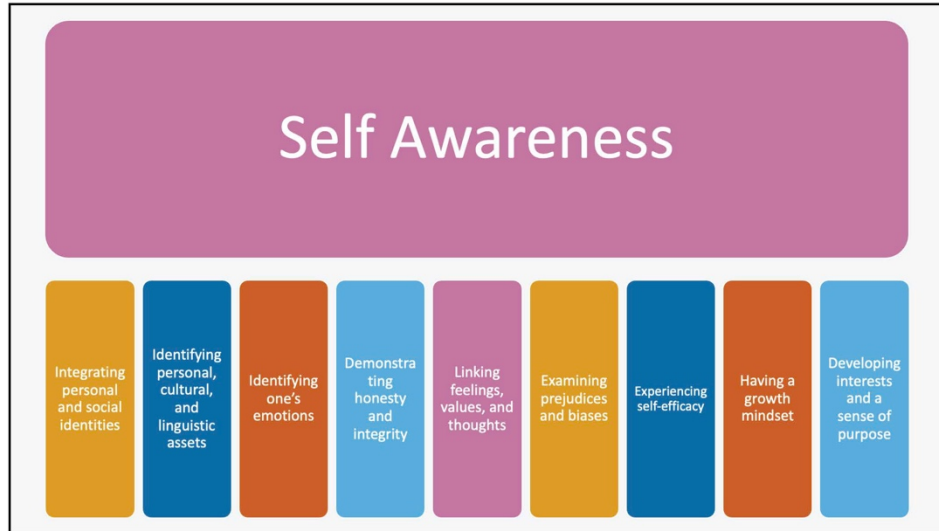 Self Awareness
Integrating
personal
and social
identities
Identifying
personal,
cultural,
and
linguistic
assets
Identifying
one’s
emotions
Demonstra
ting
honesty
and
integrity
Linking
feelings,
values, and
thoughts
Examining
prejudices
and biases
Experiencing
self-efficacy
Having a
growth
mindset
Developing
interests
and a
sense of
purpose